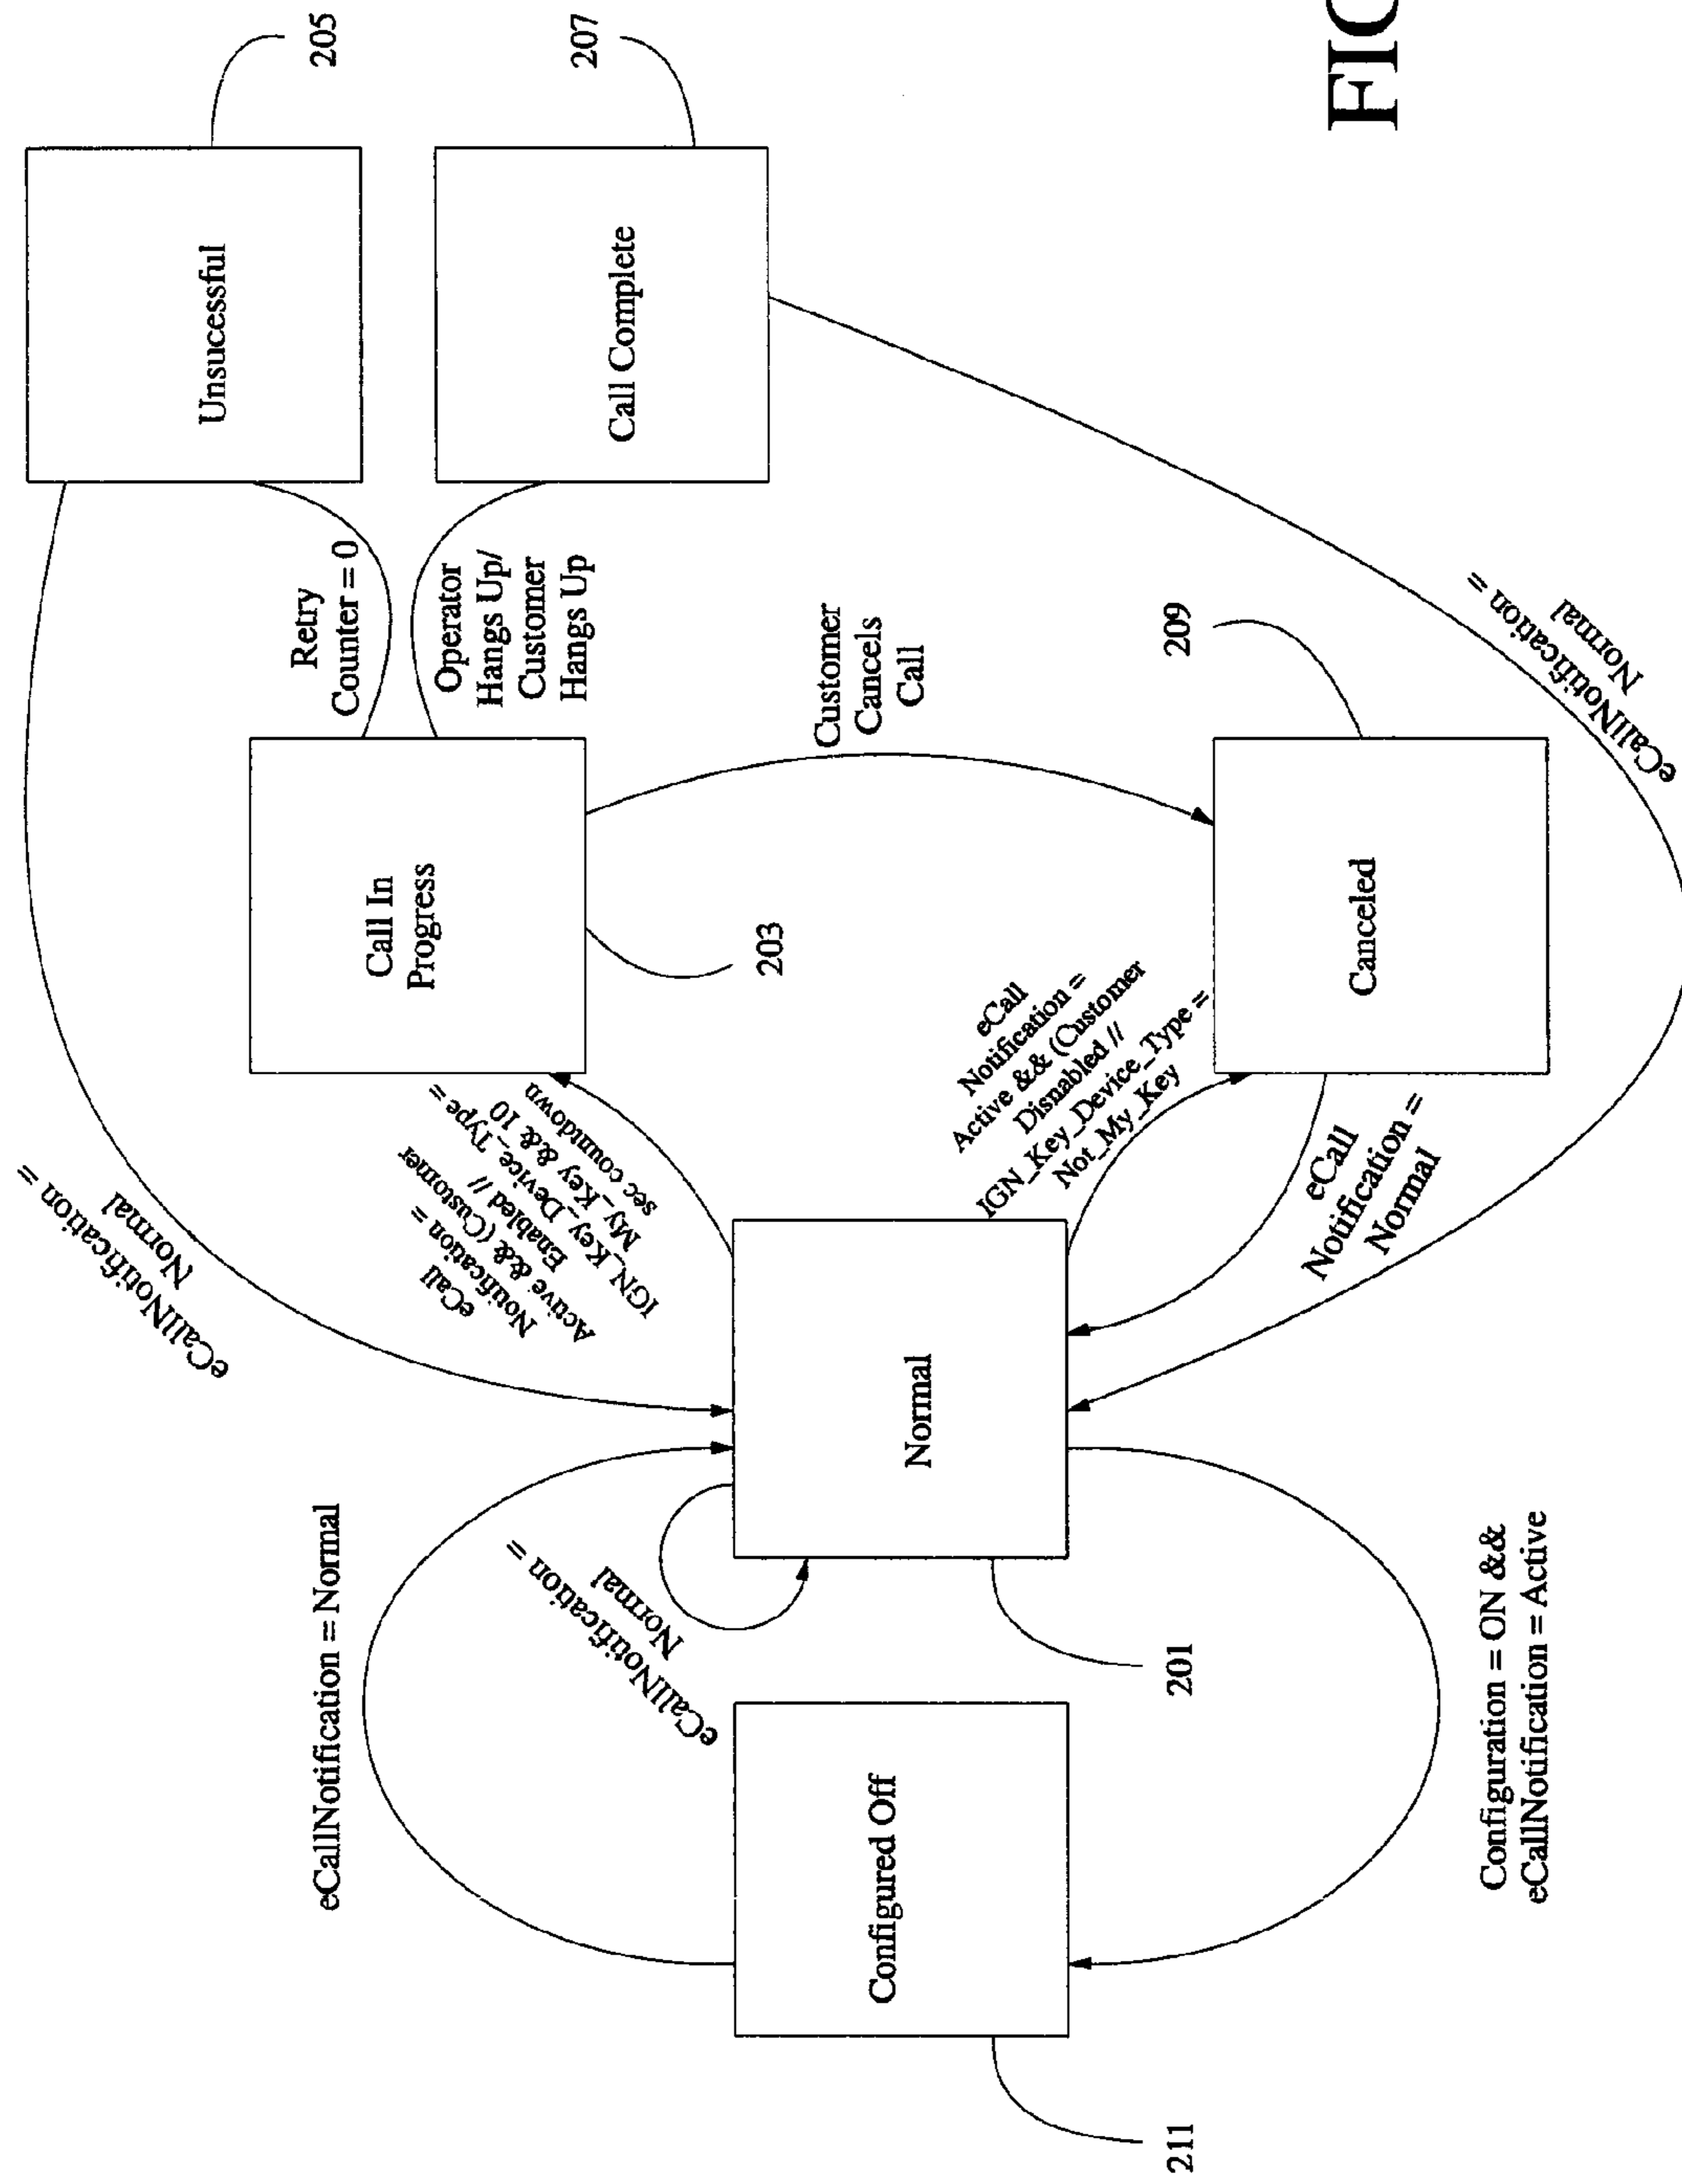 Unsucessful
205
Call Complete
207
Retry
Counter = 0
Operator
Hangs Up/
Customer
Hangs Up
Call In
Progress
203
Customer
Cancels
Call
209
Canceled
eCallNotification =
Normal
eCall
Notification =
Active && (Customer
Enabled //
IGN_Key_Device_Type =
My_Key && 10
sec countdown
eCall
Notification =
Active && (Customer
Disnabled //
IGN_Key_Device_Type =
Not_My_Key
eCall
Notification =
Normal
eCallNotification =
Normal
Normal
201
eCallNotification =
Normal
eCallNotification = Normal
Configured Off
211
Configuration = ON &&
eCallNotification = Active